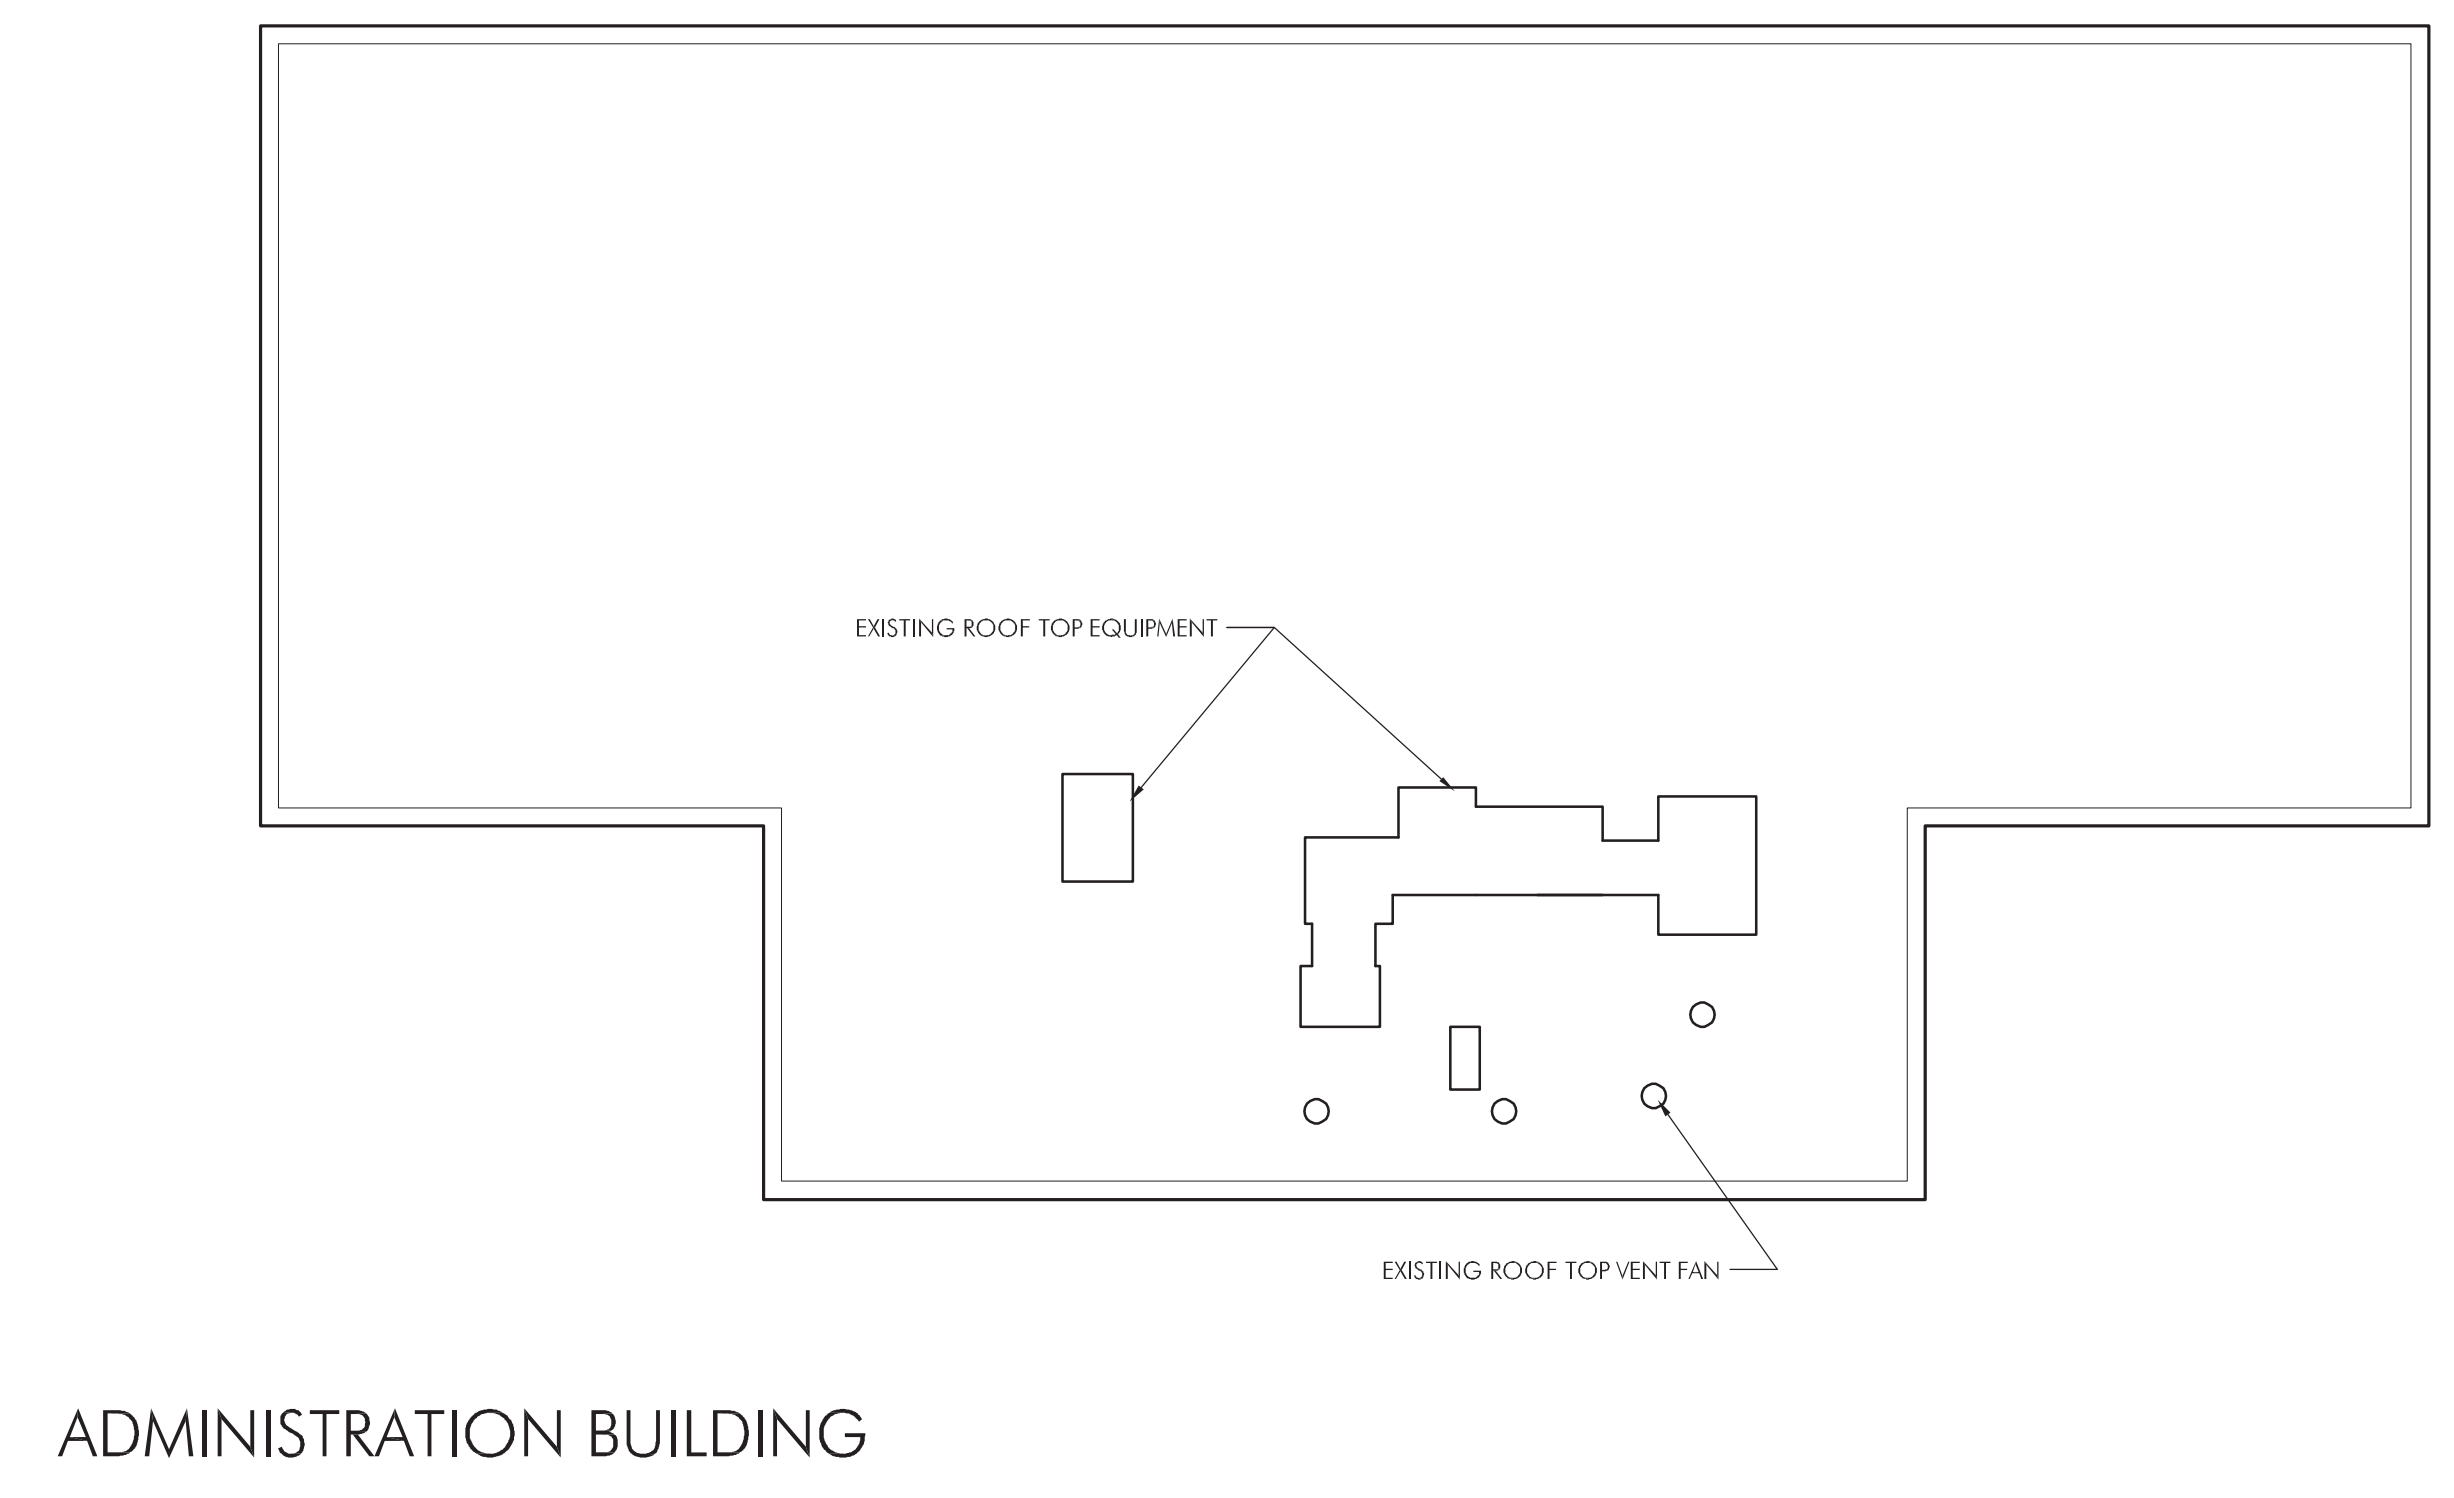 EXISTING ROOF TOP EQUIPMENT
EXISTING ROOF TOP VENT FAN
ADMINISTRATION BUILDING